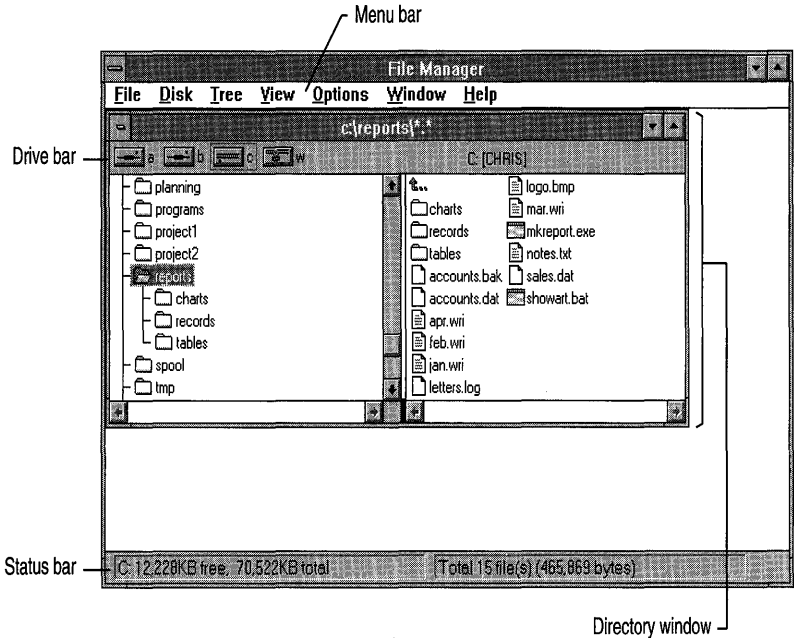 Menu bar
File Manager
File Disk Tree View Options Window Help
c:\reports\*.*
Drive bar
a b c w
C: [CHRIS]
planning
programs
project1
project2
reports
charts
records
tables
spool
tmp
..
charts
records
tables
accounts.bak
accounts.dat
apr.wri
feb.wri
jan.wri
letters.log
logo.bmp
mar.wri
mkreport.exe
notes.txt
sales.dat
showart.bat
Status bar
C: 12,228KB free, 70,522KB total
Total 15 file(s) (465,869 bytes)
Directory window